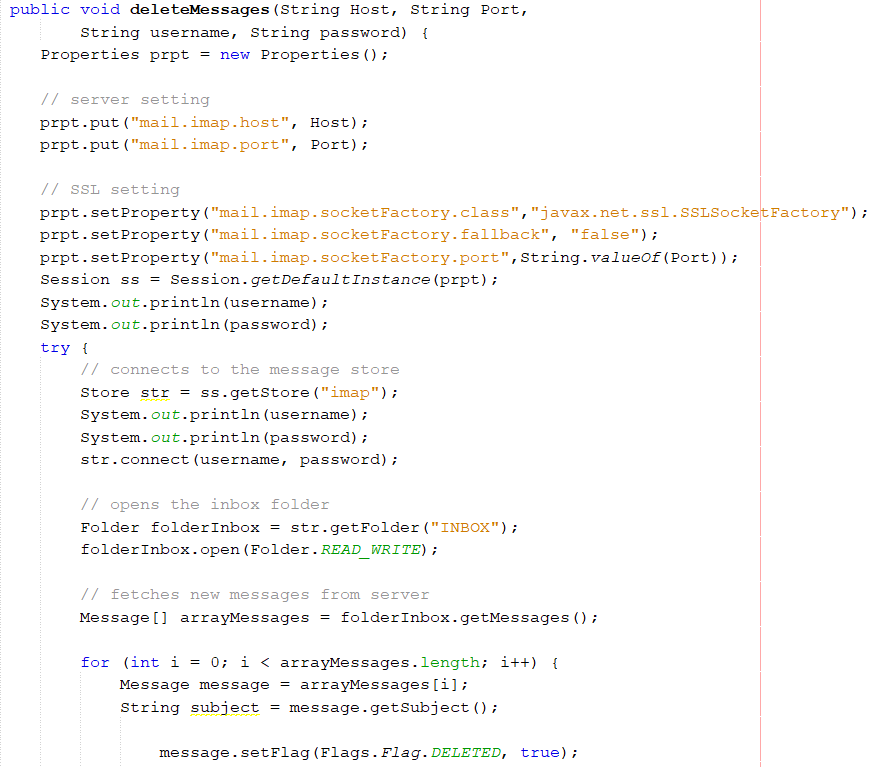 public void deleteMessages(String Host, String Port,
        String username, String password) {
    Properties prpt = new Properties();

    // server setting
    prpt.put("mail.imap.host", Host);
    prpt.put("mail.imap.port", Port);

    // SSL setting
    prpt.setProperty("mail.imap.socketFactory.class","javax.net.ssl.SSLSocketFactory");
    prpt.setProperty("mail.imap.socketFactory.fallback", "false");
    prpt.setProperty("mail.imap.socketFactory.port",String.valueOf(Port));
    Session ss = Session.getDefaultInstance(prpt);
    System.out.println(username);
    System.out.println(password);
    try {
        // connects to the message store
        Store str = ss.getStore("imap");
        System.out.println(username);
        System.out.println(password);
        str.connect(username, password);

        // opens the inbox folder
        Folder folderInbox = str.getFolder("INBOX");
        folderInbox.open(Folder.READ_WRITE);

        // fetches new messages from server
        Message[] arrayMessages = folderInbox.getMessages();

        for (int i = 0; i < arrayMessages.length; i++) {
            Message message = arrayMessages[i];
            String subject = message.getSubject();

                message.setFlag(Flags.Flag.DELETED, true);